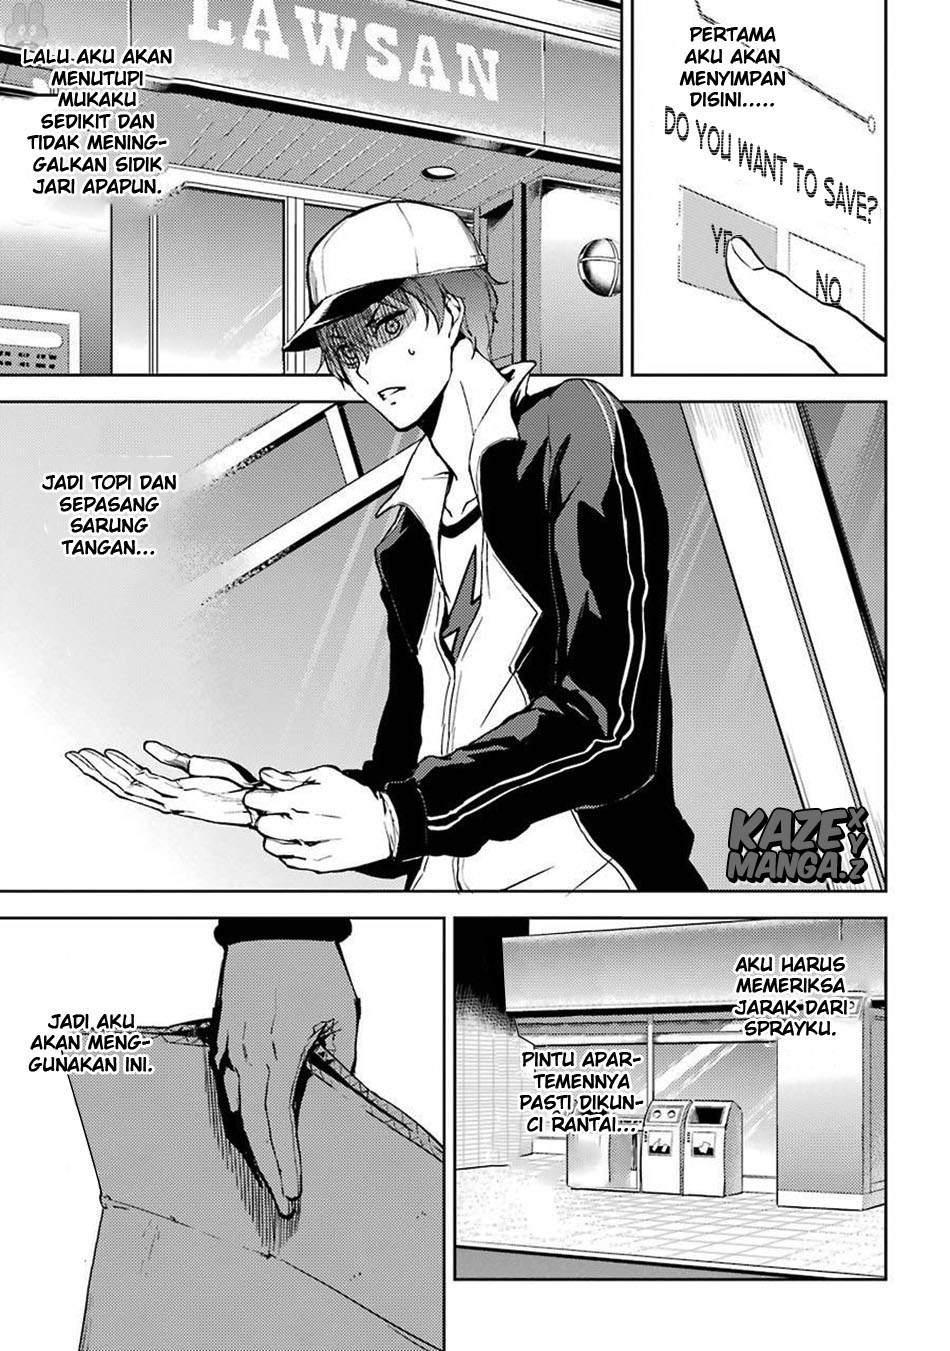 PERTAMA
AKU AKAN
MENYIMPAN
DISINI.....
DO YOU WANT TO SAVE?
NO
LAWSAN
LALU AKU AKAN
MENUTUPI
MUKAKU
SEDIKIT DAN
TIDAK MENING-
GALKAN SIDIK
JARI APAPUN.
JADI TOPI DAN
SEPASANG
SARUNG
TANGAN...
KAZE
MANGA.XYZ
AKU HARUS
MEMERIKSA
JARAK DARI
SPRAYKU.
PINTU APAR-
TEMENNYA
PASTI DIKUN-
CI RANTAI...
JADI AKU
AKAN MENG-
GUNAKAN INI.